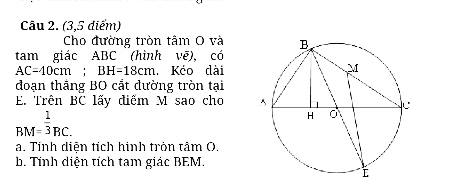 Câu 2. (3,5 điểm)
Cho đường tròn tâm O và
tam giác ABC (hình vẽ), có
AC=40cm ; BH=18cm. Kéo dài
đoạn thẳng BO cắt đường tròn tại
E. Trên BC lấy điểm M sao cho
BM=1/3 BC.
a. Tính diện tích hình tròn tâm O.
b. Tính diện tích tam giác BEM.
B
M
A
H
O
C
E